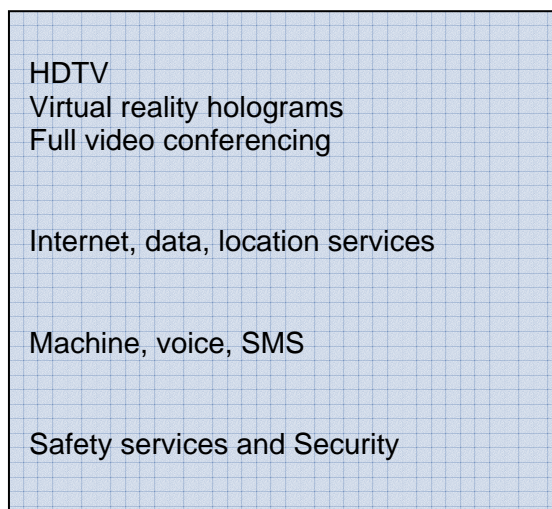 HDTV
Virtual reality holograms
Full video conferencing
Internet, data, location services
Machine, voice, SMS
Safety services and Security